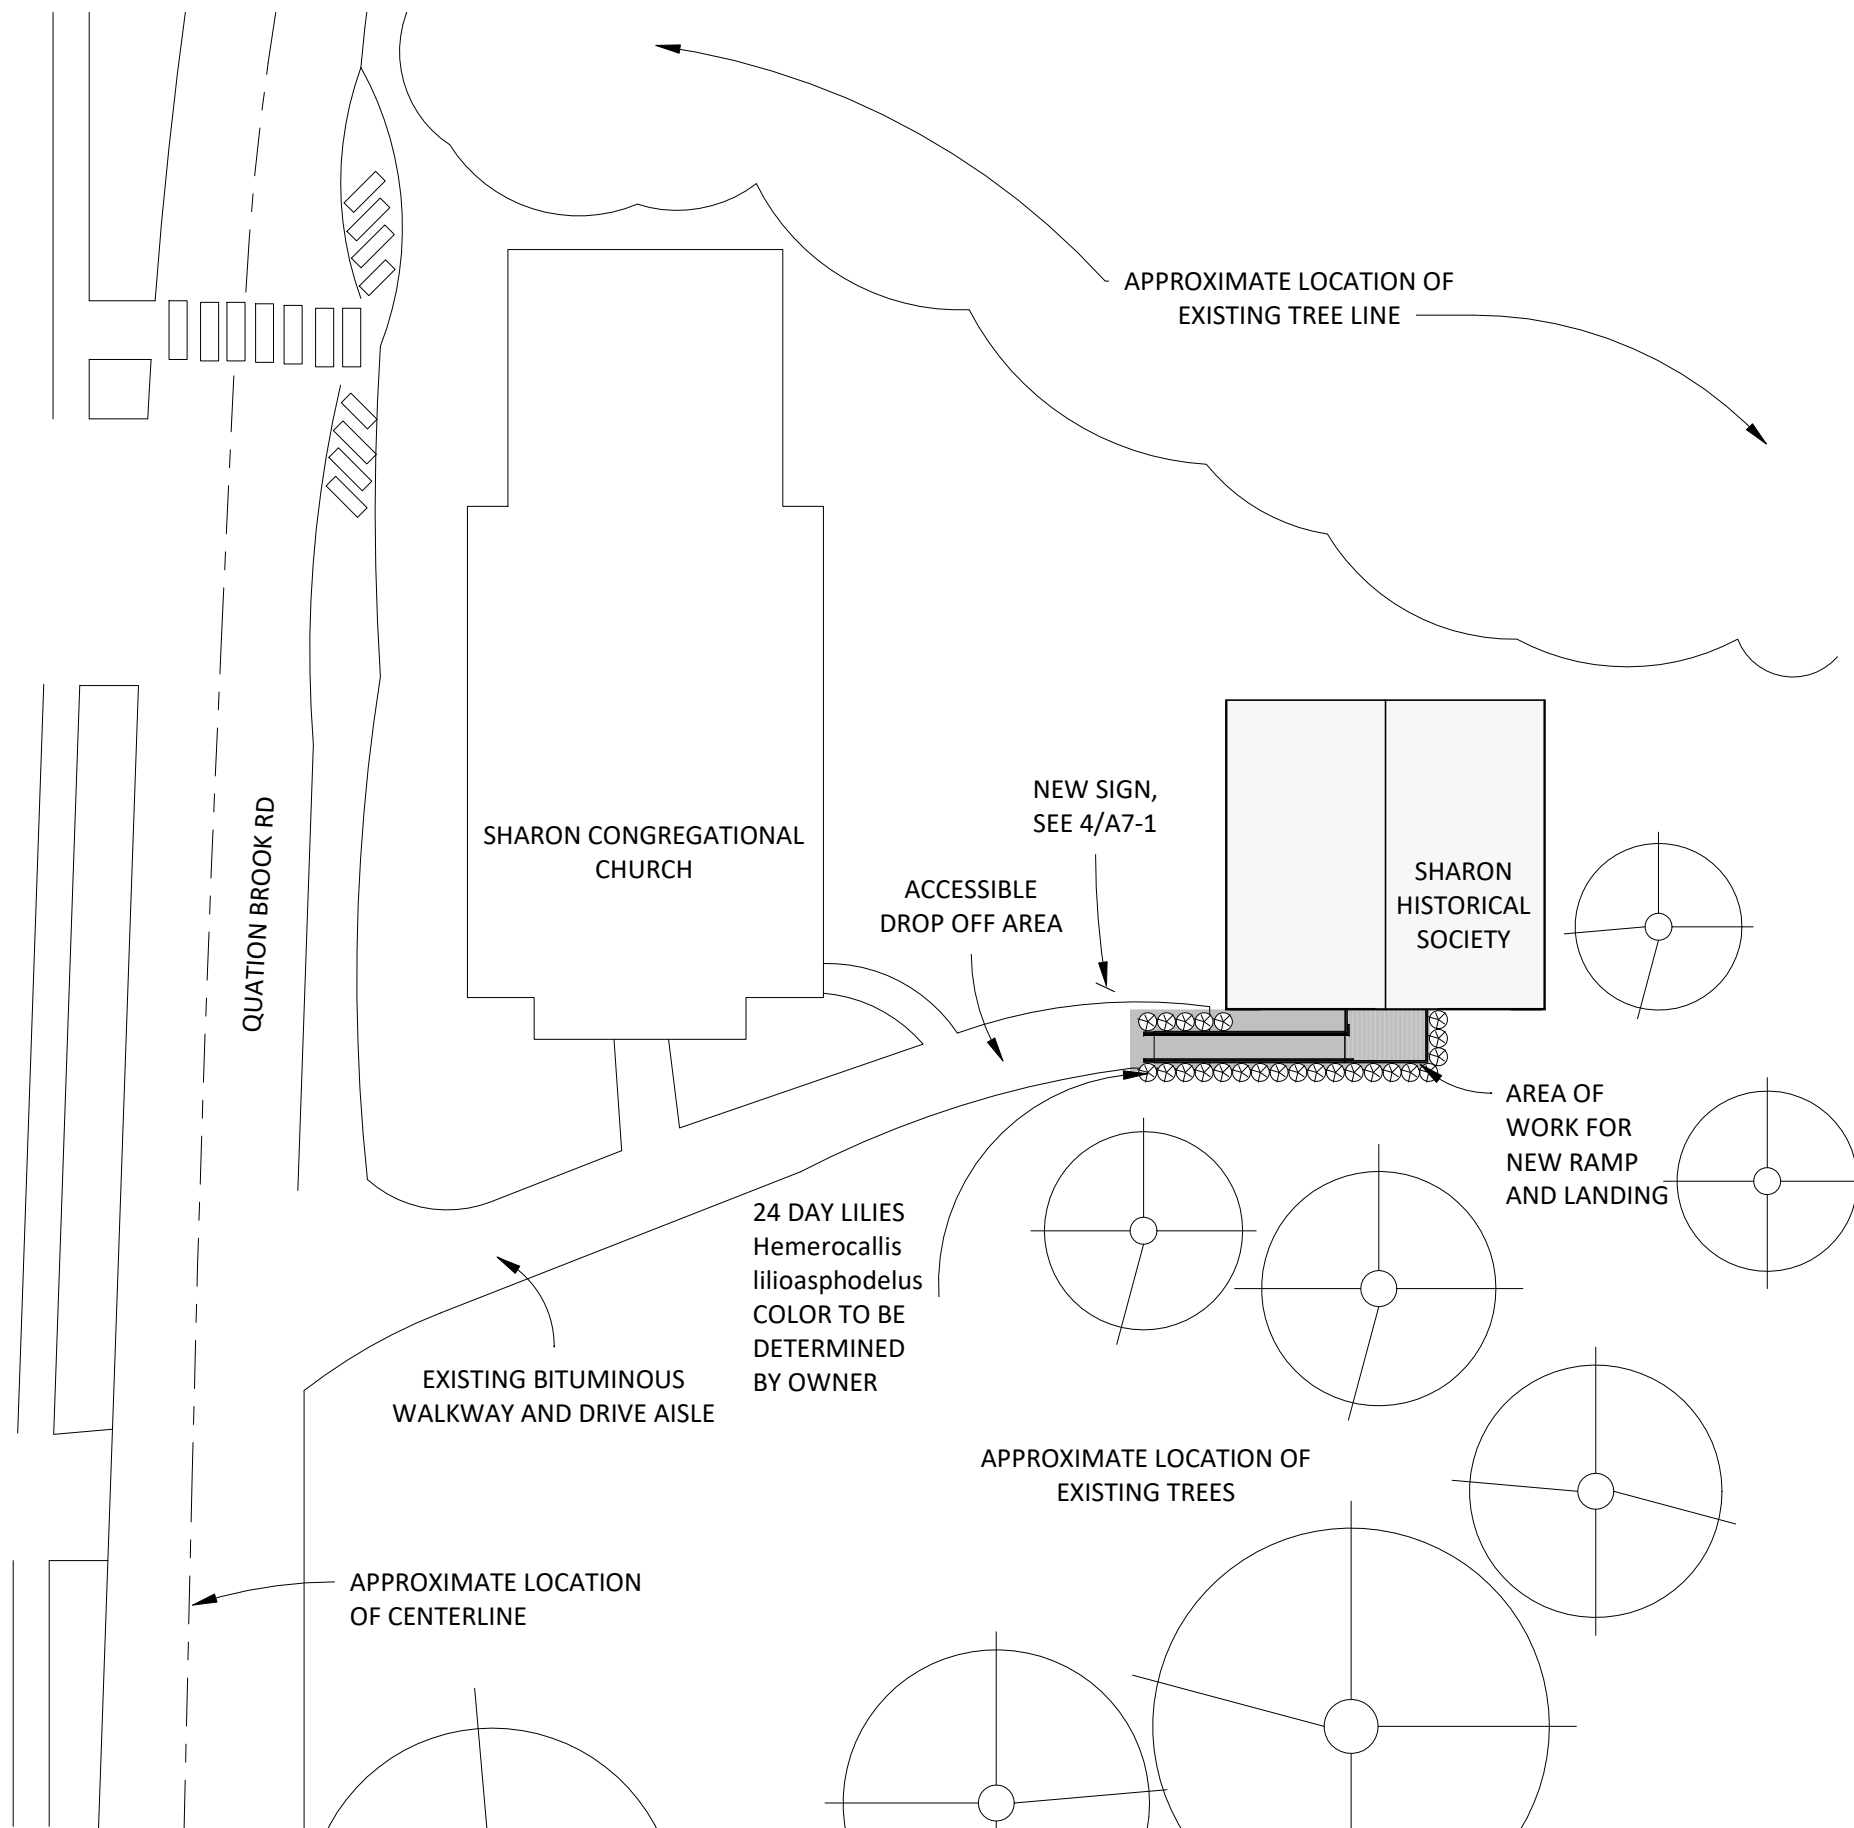 APPROXIMATE LOCATION OF
EXISTING TREE LINE
NEW SIGN,
SEE 4/A7-1
QUATION BROOK RD
SHARON CONGREGATIONAL
CHURCH
ACCESSIBLE
DROP OFF AREA
SHARON
HISTORICAL
SOCIETY
AREA OF
WORK FOR
NEW RAMP
AND LANDING
24 DAY LILIES
Hemerocallis
lilioasphodelus
COLOR TO BE
DETERMINED
BY OWNER
EXISTING BITUMINOUS
WALKWAY AND DRIVE AISLE
APPROXIMATE LOCATION OF
EXISTING TREES
APPROXIMATE LOCATION
OF CENTERLINE